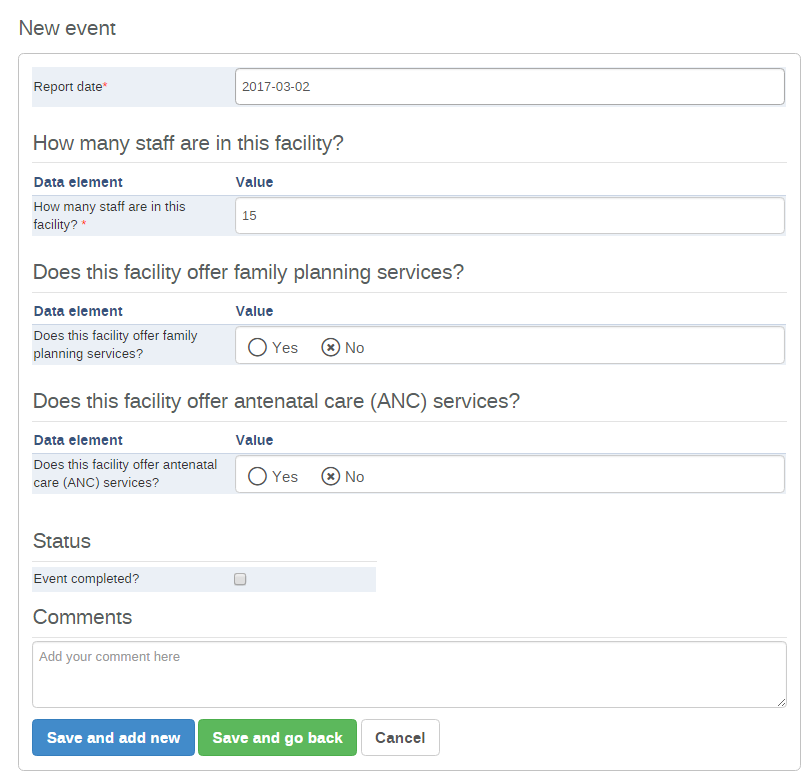 New event
Report date* 2017-03-02
How many staff are in this facility?
Data element Value
How many staff are in this
facility? * 15
Does this facility offer family planning services?
Data element Value
Does this facility offer family
planning services? Yes No
Does this facility offer antenatal care (ANC) services?
Data element Value
Does this facility offer antenatal
care (ANC) services? Yes No
Status
Event completed?
Comments
Add your comment here
Save and add new Save and go back Cancel